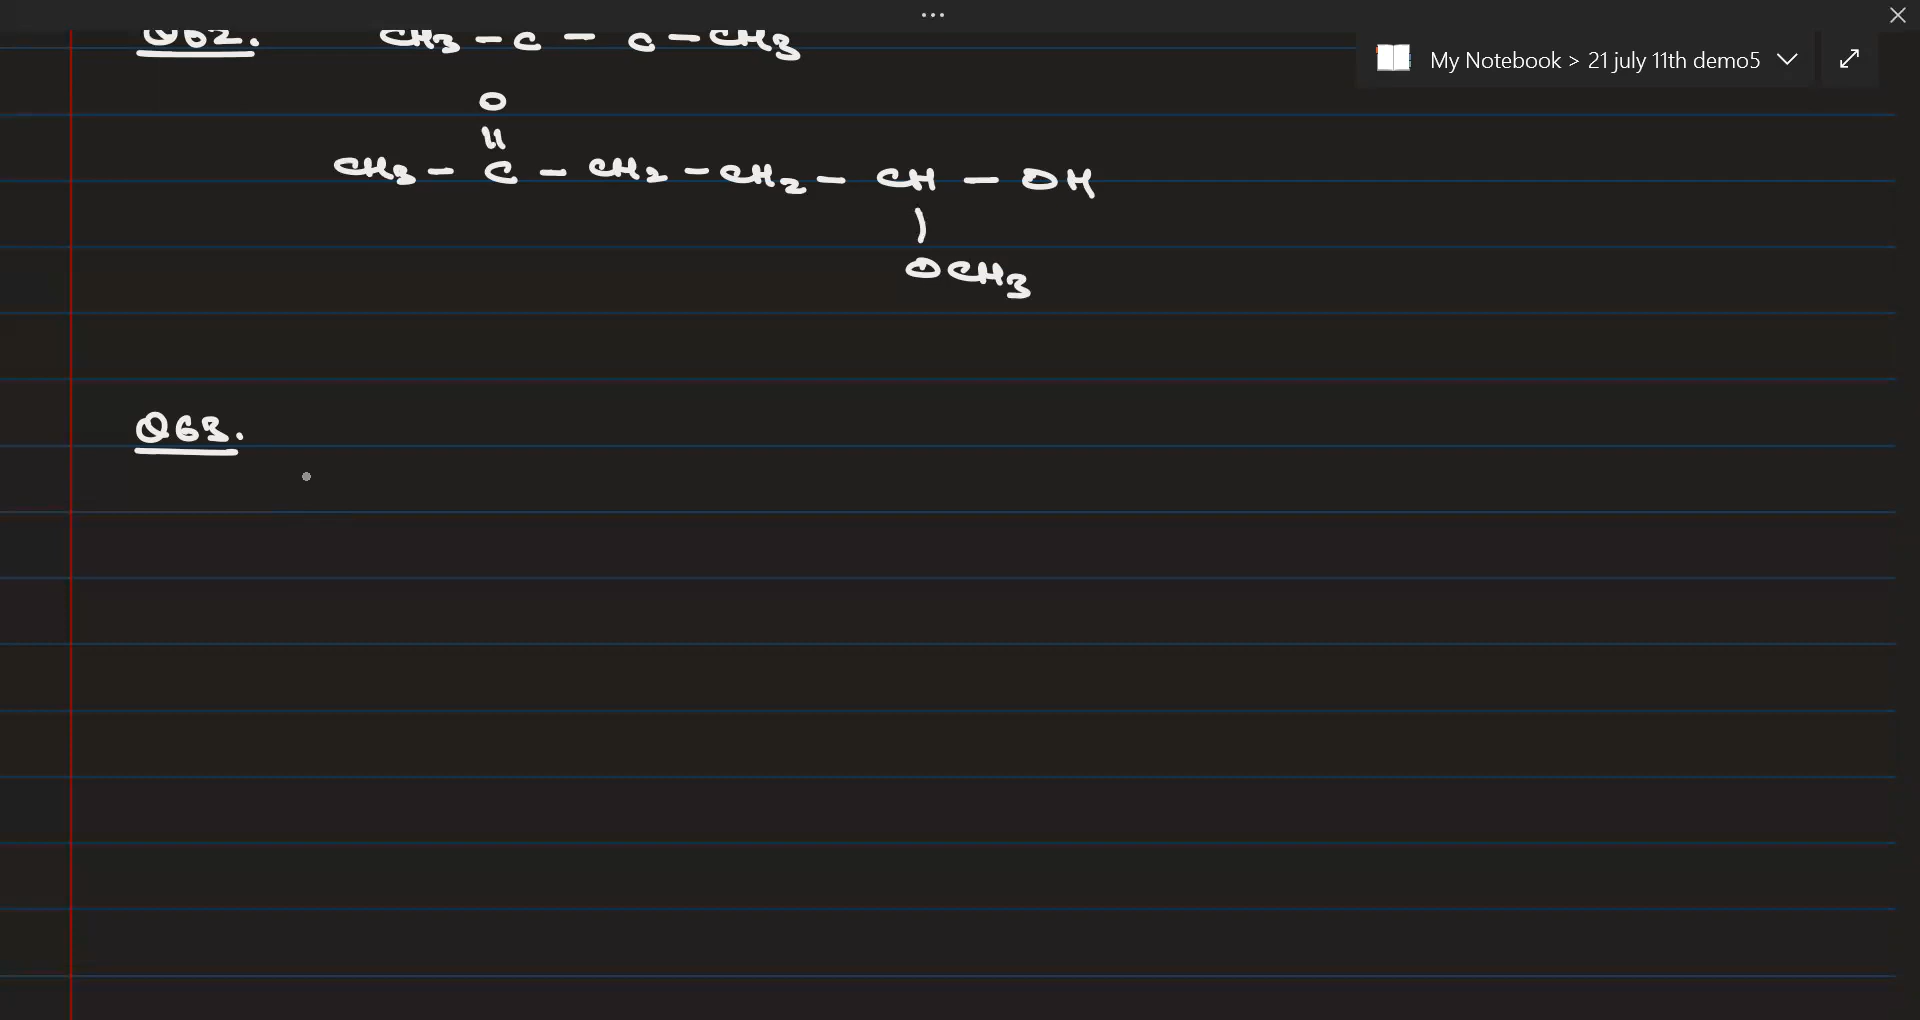 ...
Q62. CH3 - C - C - CH3
My Notebook > 21 july 11th demo5
O
||
CH3 - C - CH2 - CH2 - CH - OH
|
OCH3
Q63.